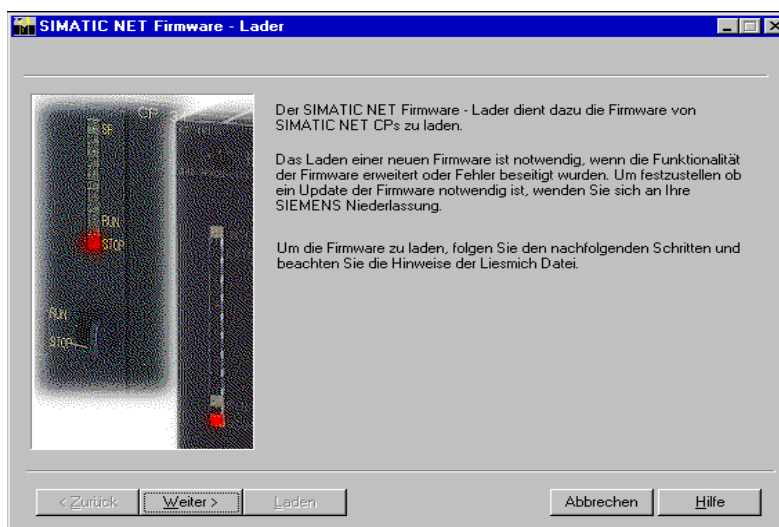 SIMATIC NET Firmware - Lader
CP 3
SF
RUN
STOP
RUN
STOP
Der SIMATIC NET Firmware - Lader dient dazu die Firmware von
SIMATIC NET CPs zu laden.
Das Laden einer neuen Firmware ist notwendig, wenn die Funktionalität
der Firmware erweitert oder Fehler beseitigt wurden. Um festzustellen ob
ein Update der Firmware notwendig ist, wenden Sie sich an Ihre
SIEMENS Niederlassung.
Um die Firmware zu laden, folgen Sie den nachfolgenden Schritten und
beachten Sie die Hinweise der Liesmich Datei.
< Zurück
Weiter >
Laden
Abbrechen
Hilfe